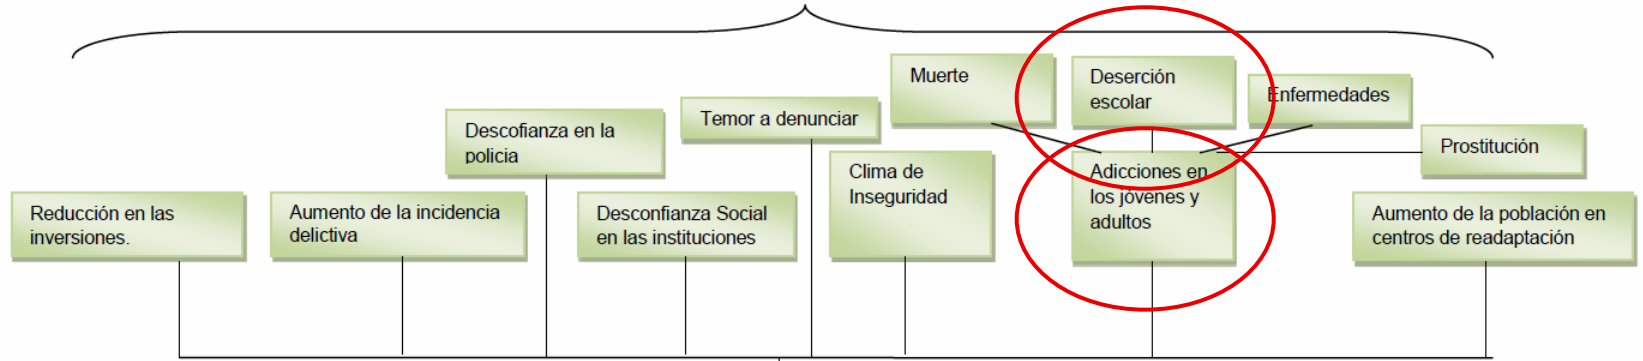 Muerte
Deserción
escolar
Enfermedades
Temor a denunciar
Descofianza en la
policia
Prostitución
Clima de
Inseguridad
Adicciones en
los jóvenes y
adultos
Reducción en las
inversiones.
Aumento de la incidencia
delictiva
Desconfianza Social
en las instituciones
Aumento de la población en
centros de readaptación